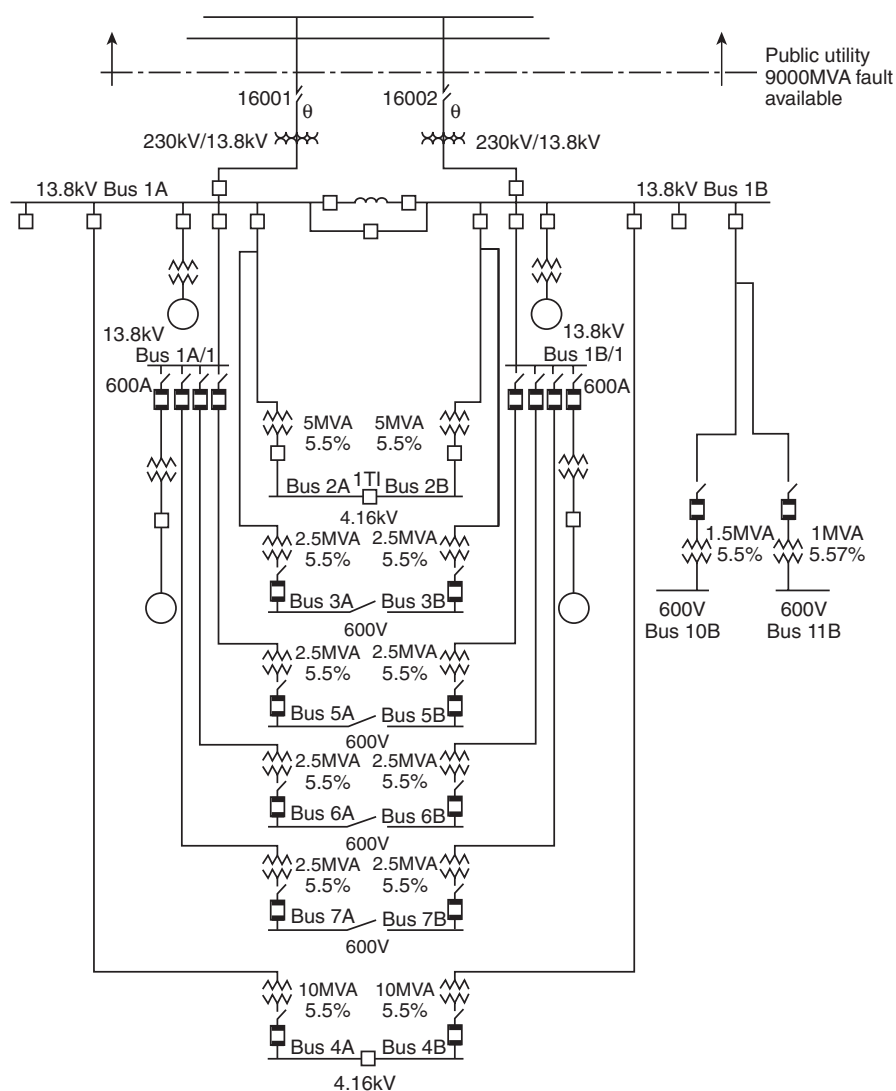 Public utility
9000MVA fault
available
16001
16002
θ
θ
230kV/13.8kV
230kV/13.8kV
13.8kV Bus 1A
13.8kV Bus 1B
13.8kV
Bus 1A/1
13.8kV
Bus 1B/1
600A
600A
5MVA
5.5%
5MVA
5.5%
Bus 2A
1TI
Bus 2B
4.16kV
2.5MVA
5.5%
2.5MVA
5.5%
Bus 3A
Bus 3B
600V
1.5MVA
5.5%
1MVA
5.57%
600V
Bus 10B
600V
Bus 11B
2.5MVA
5.5%
2.5MVA
5.5%
Bus 5A
Bus 5B
600V
2.5MVA
5.5%
2.5MVA
5.5%
Bus 6A
Bus 6B
600V
2.5MVA
5.5%
2.5MVA
5.5%
Bus 7A
Bus 7B
600V
10MVA
5.5%
10MVA
5.5%
Bus 4A
Bus 4B
4.16kV